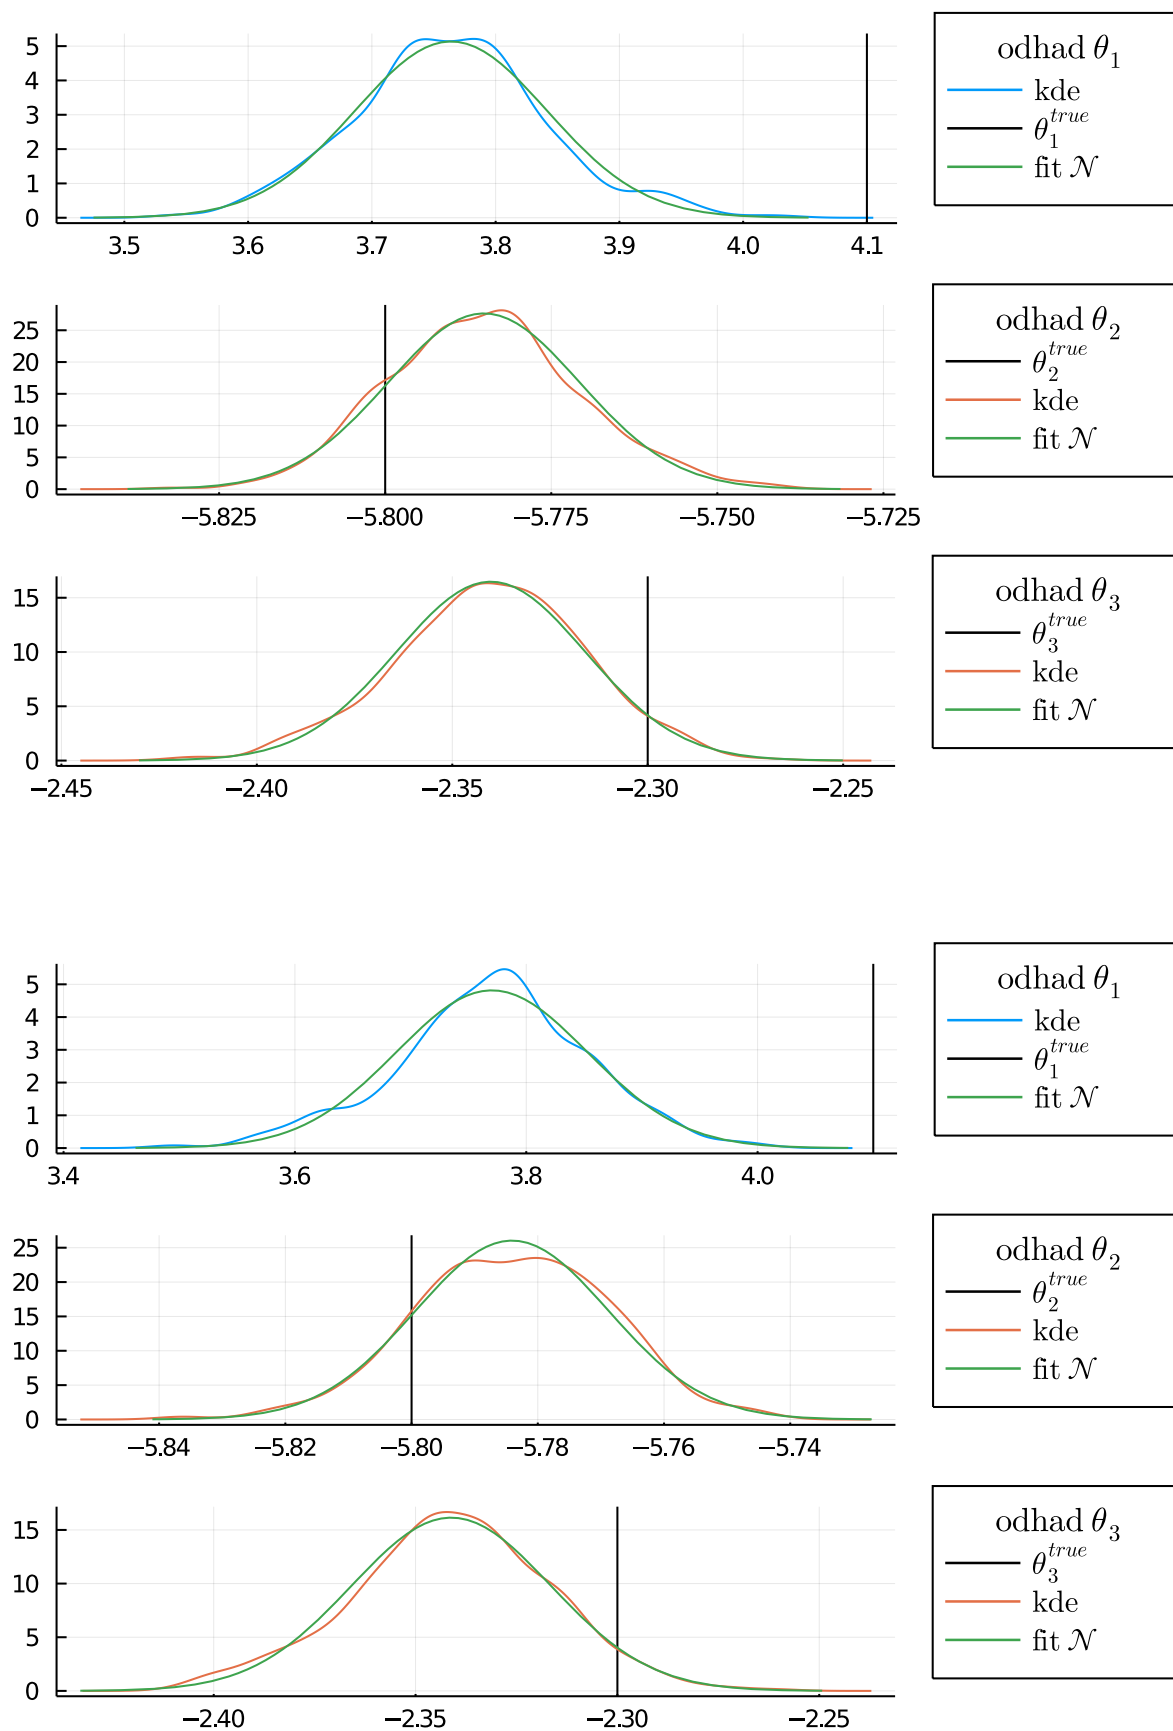 5
4
3
2
1
0
3.5 3.6 3.7 3.8 3.9 4.0 4.1
odhad θ₁
kde
θ₁ᵗʳᵘᵉ
fit 𝒩
25
20
15
10
5
0
−5.825 −5.800 −5.775 −5.750 −5.725
odhad θ₂
θ₂ᵗʳᵘᵉ
kde
fit 𝒩
15
10
5
0
−2.45 −2.40 −2.35 −2.30 −2.25
odhad θ₃
θ₃ᵗʳᵘᵉ
kde
fit 𝒩
5
4
3
2
1
0
3.4 3.6 3.8 4.0
odhad θ₁
kde
θ₁ᵗʳᵘᵉ
fit 𝒩
25
20
15
10
5
0
−5.84 −5.82 −5.80 −5.78 −5.76 −5.74
odhad θ₂
θ₂ᵗʳᵘᵉ
kde
fit 𝒩
15
10
5
0
−2.40 −2.35 −2.30 −2.25
odhad θ₃
θ₃ᵗʳᵘᵉ
kde
fit 𝒩